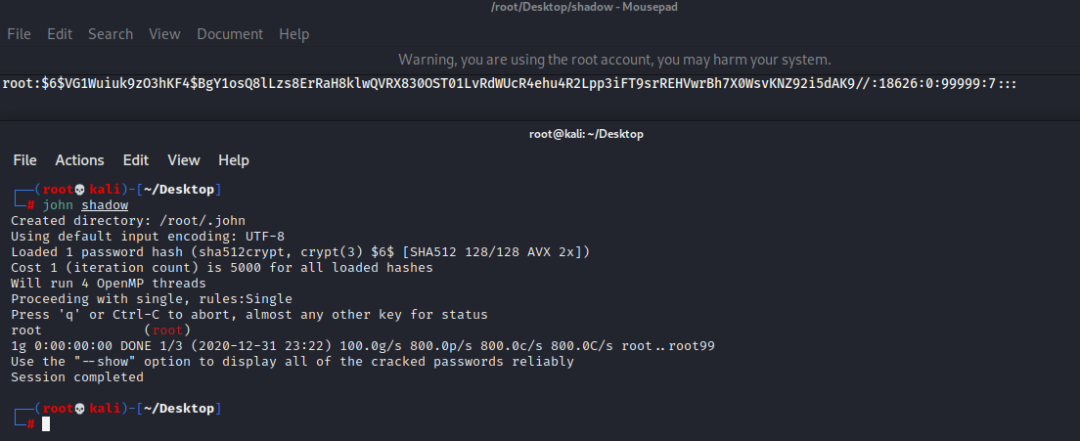 /root/Desktop/shadow - Mousepad
File Edit Search View Document Help
Warning, you are using the root account, you may harm your system.
root:$6$VG1Wuiuk9zO3hKF4$BgY1osQ8lLzs8ErRaH8klwQVRX830OST01LvRdWUcR4ehu4R2Lpp3iFT9srREHVwrBh7X0WsvKNZ92i5dAK9//:18626:0:99999:7:::
root@kali: ~/Desktop
File Actions Edit View Help
┌──(root💀kali)-[~/Desktop]
└─# john shadow
Created directory: /root/.john
Using default input encoding: UTF-8
Loaded 1 password hash (sha512crypt, crypt(3) $6$ [SHA512 128/128 AVX 2x])
Cost 1 (iteration count) is 5000 for all loaded hashes
Will run 4 OpenMP threads
Proceeding with single, rules:Single
Press 'q' or Ctrl-C to abort, almost any other key for status
root (root)
1g 0:00:00:00 DONE 1/3 (2020-12-31 23:22) 100.0g/s 800.0p/s 800.0c/s 800.0C/s root..root99
Use the "--show" option to display all of the cracked passwords reliably
Session completed
┌──(root💀kali)-[~/Desktop]
└─#